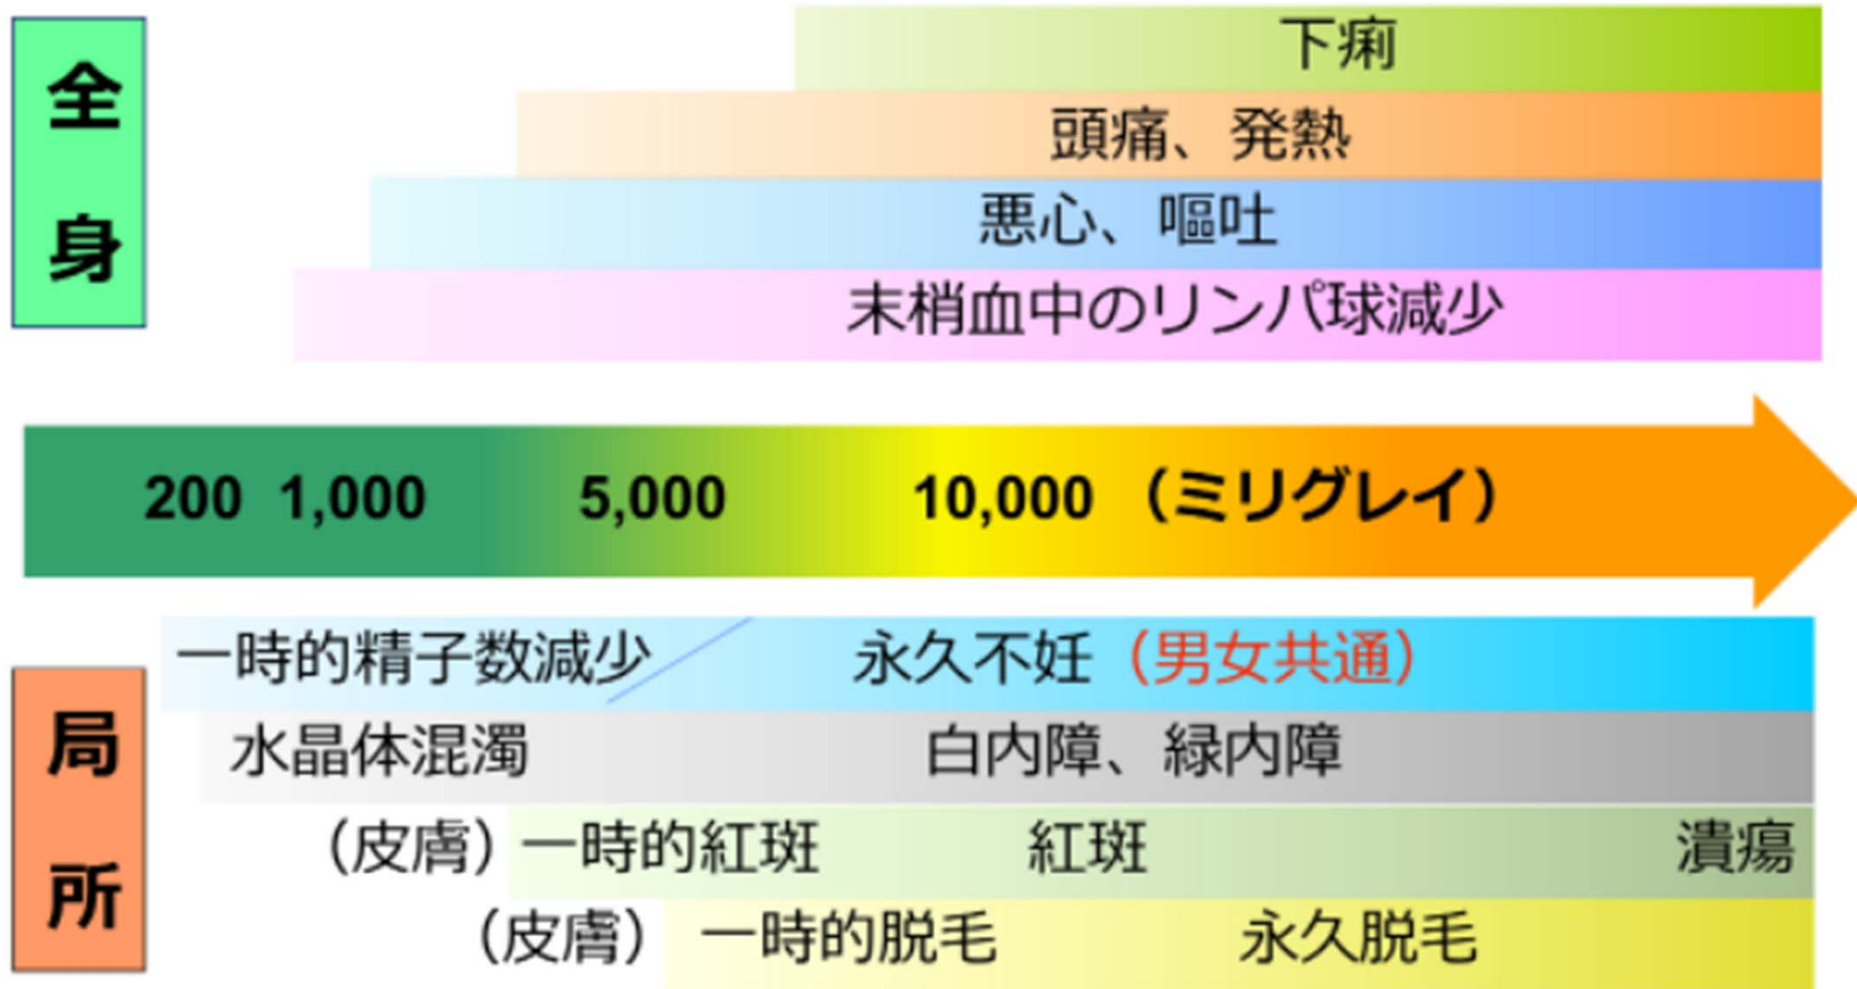 全身
下痢
頭痛、発熱
悪心、嘔吐
末梢血中のリンパ球減少
200 1,000 5,000 10,000 （ミリグレイ）
局所
一時的精子数減少 永久不妊（男女共通）
水晶体混濁 白内障、緑内障
（皮膚）一時的紅斑 紅斑 潰瘍
（皮膚）一時的脱毛 永久脱毛